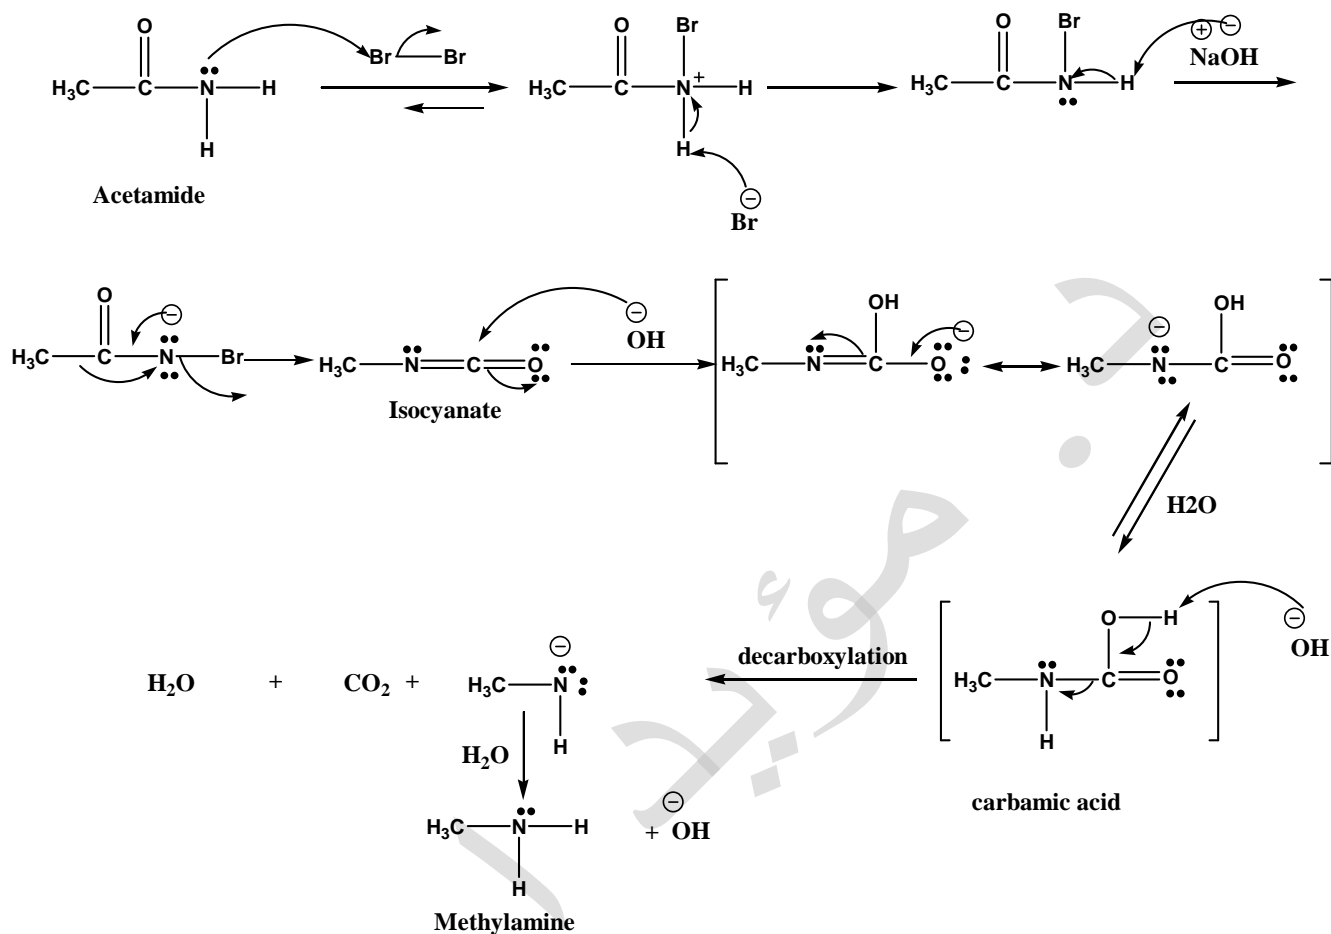 O Br O Br
H₃C C N H Br Br H₃C C N + H H₃C C N H NaOH
H H
Acetamide
Br
O OH OH
H₃C C N Br H₃C N C O OH H₃C N C O H₃C N C O
Isocyanate
H2O
O H
OH
decarboxylation
H₂O + CO₂ + H₃C N H₃C N C O
H H
H₂O
carbamic acid
H₃C N H + OH
H
Methylamine
د. مؤيد